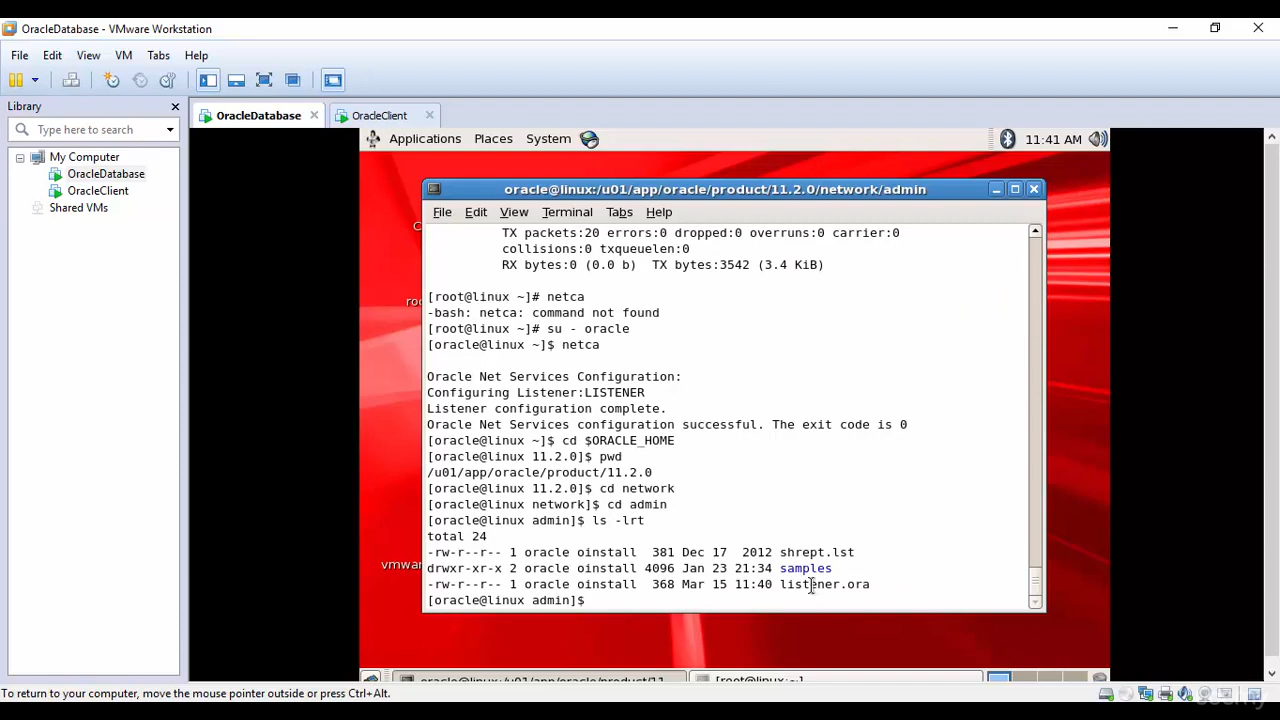 OracleDatabase - VMware Workstation
File Edit View VM Tabs Help
Library
Type here to search
My Computer
OracleDatabase
OracleClient
Shared VMs
OracleDatabase OracleClient
Applications Places System 11:41 AM
oracle@linux:/u01/app/oracle/product/11.2.0/network/admin
File Edit View Terminal Tabs Help
TX packets:20 errors:0 dropped:0 overruns:0 carrier:0
collisions:0 txqueuelen:0
RX bytes:0 (0.0 b) TX bytes:3542 (3.4 KiB)
[root@linux ~]# netca
-bash: netca: command not found
[root@linux ~]# su - oracle
[oracle@linux ~]$ netca
Oracle Net Services Configuration:
Configuring Listener:LISTENER
Listener configuration complete.
Oracle Net Services configuration successful. The exit code is 0
[oracle@linux ~]$ cd $ORACLE_HOME
[oracle@linux 11.2.0]$ pwd
/u01/app/oracle/product/11.2.0
[oracle@linux 11.2.0]$ cd network
[oracle@linux network]$ cd admin
[oracle@linux admin]$ ls -lrt
total 24
-rw-r--r-- 1 oracle oinstall 381 Dec 17 2012 shrept.lst
drwxr-xr-x 2 oracle oinstall 4096 Jan 23 21:34 samples
-rw-r--r-- 1 oracle oinstall 368 Mar 15 11:40 listener.ora
[oracle@linux admin]$
oracle@linux:/u01/app/oracle/product/11... [root@linux:~]
To return to your computer, move the mouse pointer outside or press Ctrl+Alt.